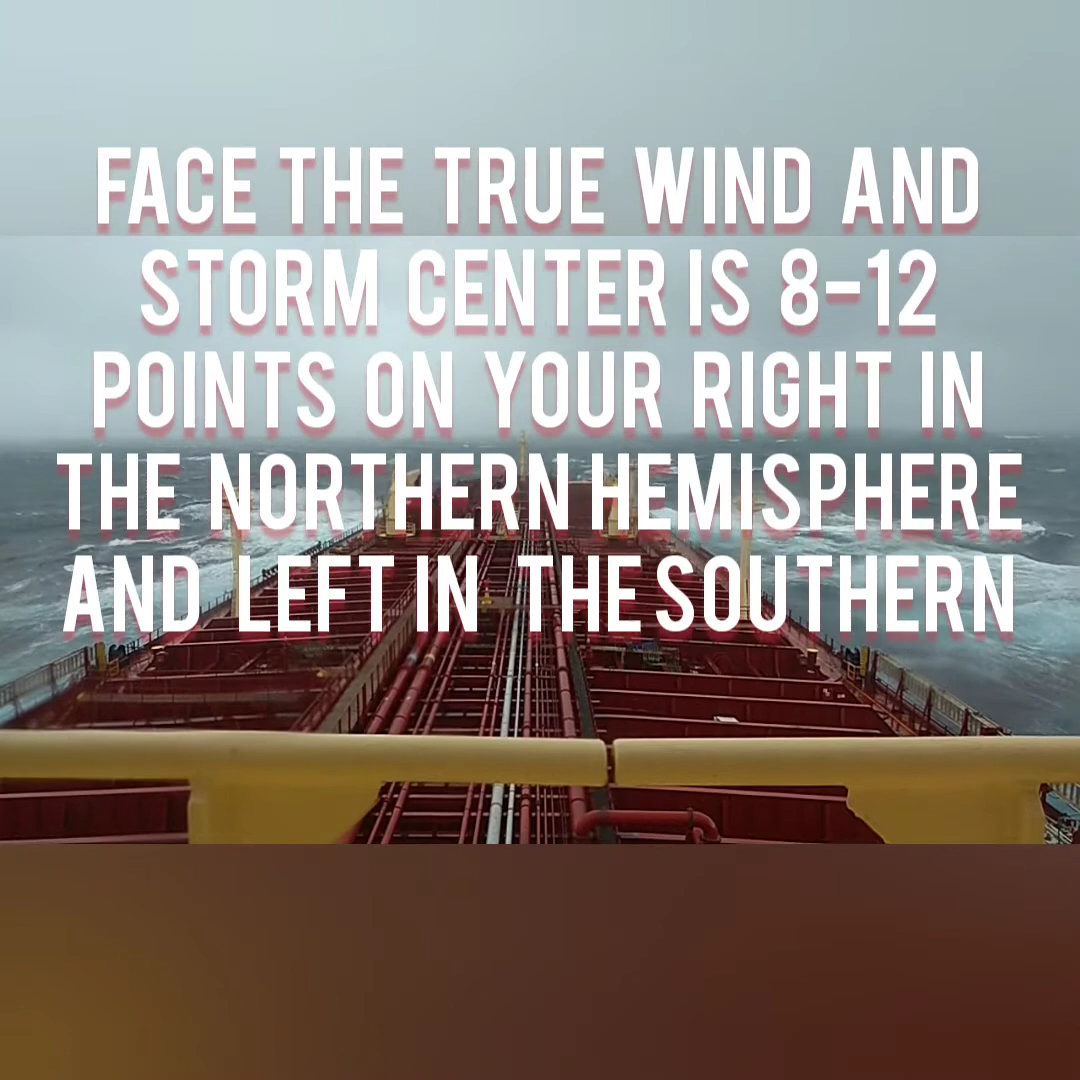 FACE THE TRUE WIND AND
STORM CENTER IS 8-12
POINTS ON YOUR RIGHT IN
THE NORTHERN HEMISPHERE
AND LEFT IN THE SOUTHERN